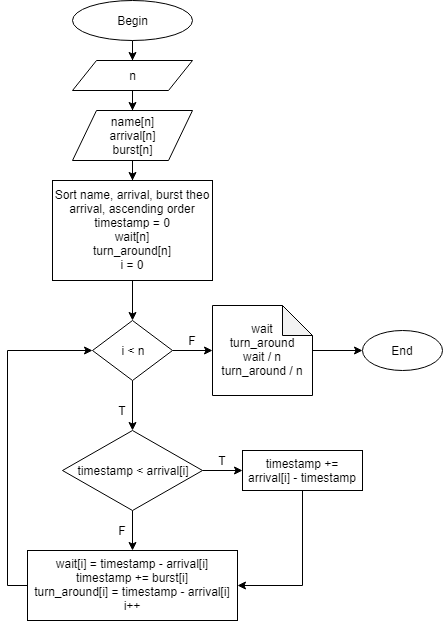 Begin
n
name[n]
arrival[n]
burst[n]
Sort name, arrival, burst theo
arrival, ascending order
timestamp = 0
wait[n]
turn_around[n]
i = 0
i < n
F
wait
turn_around
wait / n
turn_around / n
End
T
timestamp < arrival[i]
T
timestamp +=
arrival[i] - timestamp
F
wait[i] = timestamp - arrival[i]
timestamp += burst[i]
turn_around[i] = timestamp - arrival[i]
i++